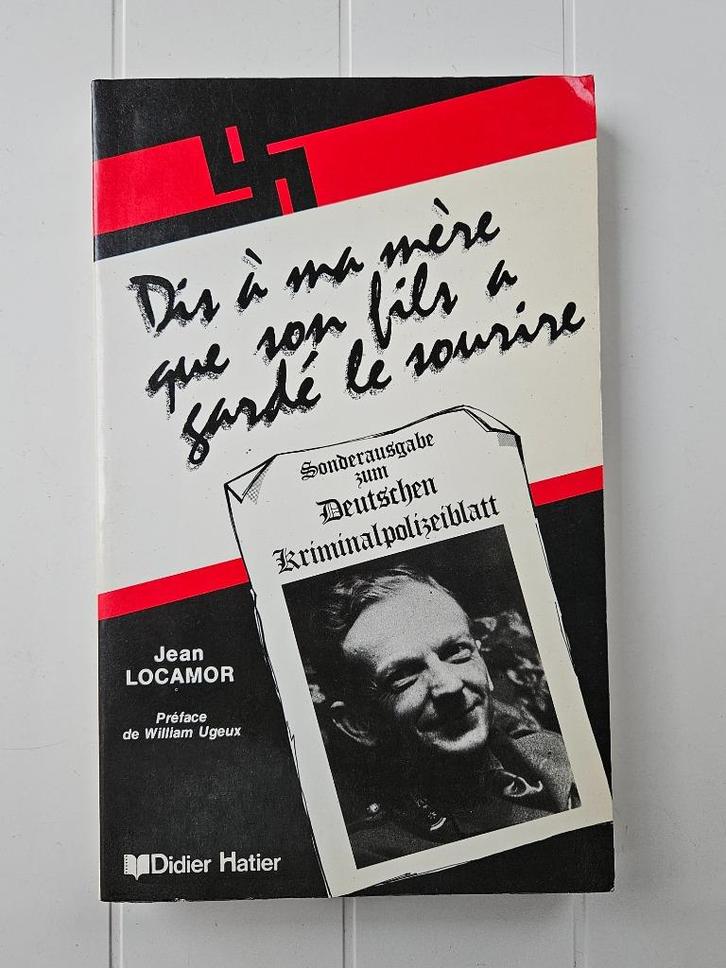 Dis à ma mère
que son fils a
gardé le sourire
Sonderausgabe
zum
Deutschen
Kriminalpolizeiblatt
Jean
LOCAMOR
Préface
de William Ugeux
Didier Hatier